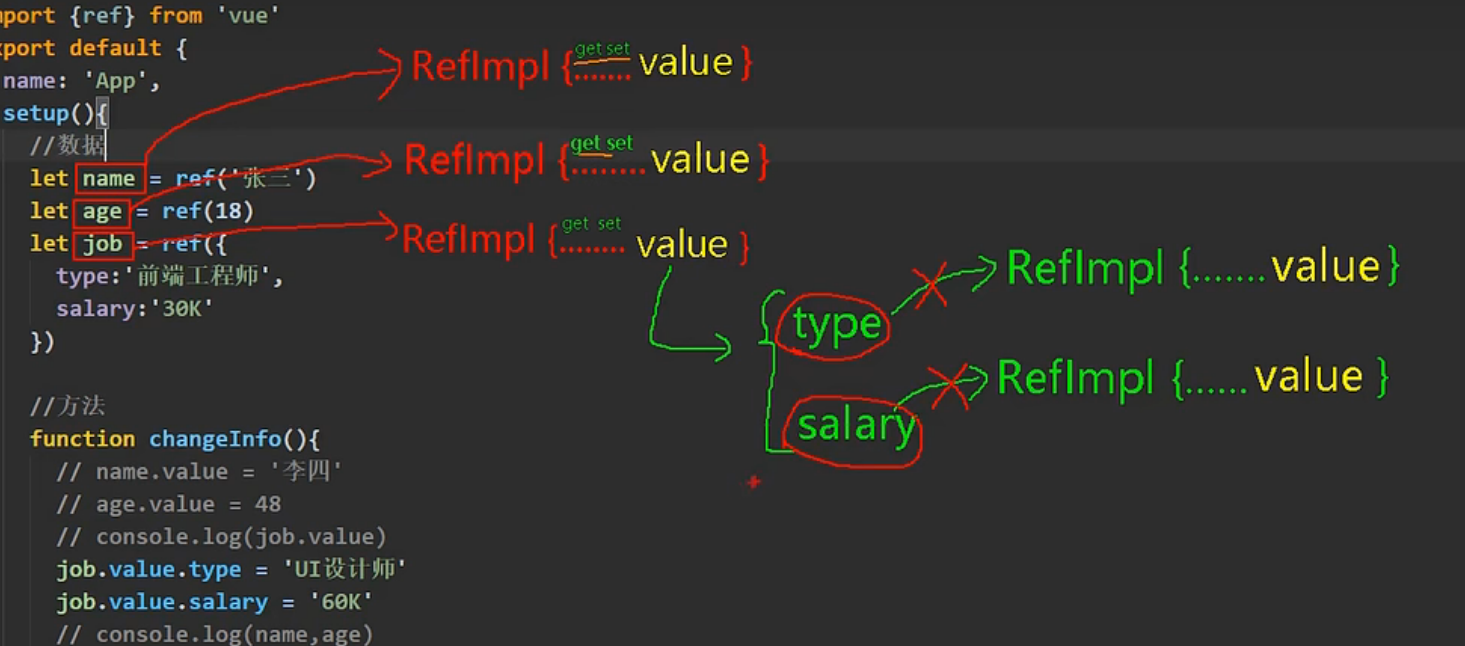 mport {ref} from 'vue'
xport default {
name: 'App',
setup(){
//数据
let name = ref('张三')
let age = ref(18)
let job = ref({
type:'前端工程师',
salary:'30K'
})
//方法
function changeInfo(){
// name.value = '李四'
// age.value = 48
// console.log(job.value)
job.value.type = 'UI设计师'
job.value.salary = '60K'
// console.log(name,age)
get set
RefImpl {....... value }
get set
RefImpl {........ value }
get set
RefImpl {........ value }
type
RefImpl {....... value}
salary
RefImpl {...... value }